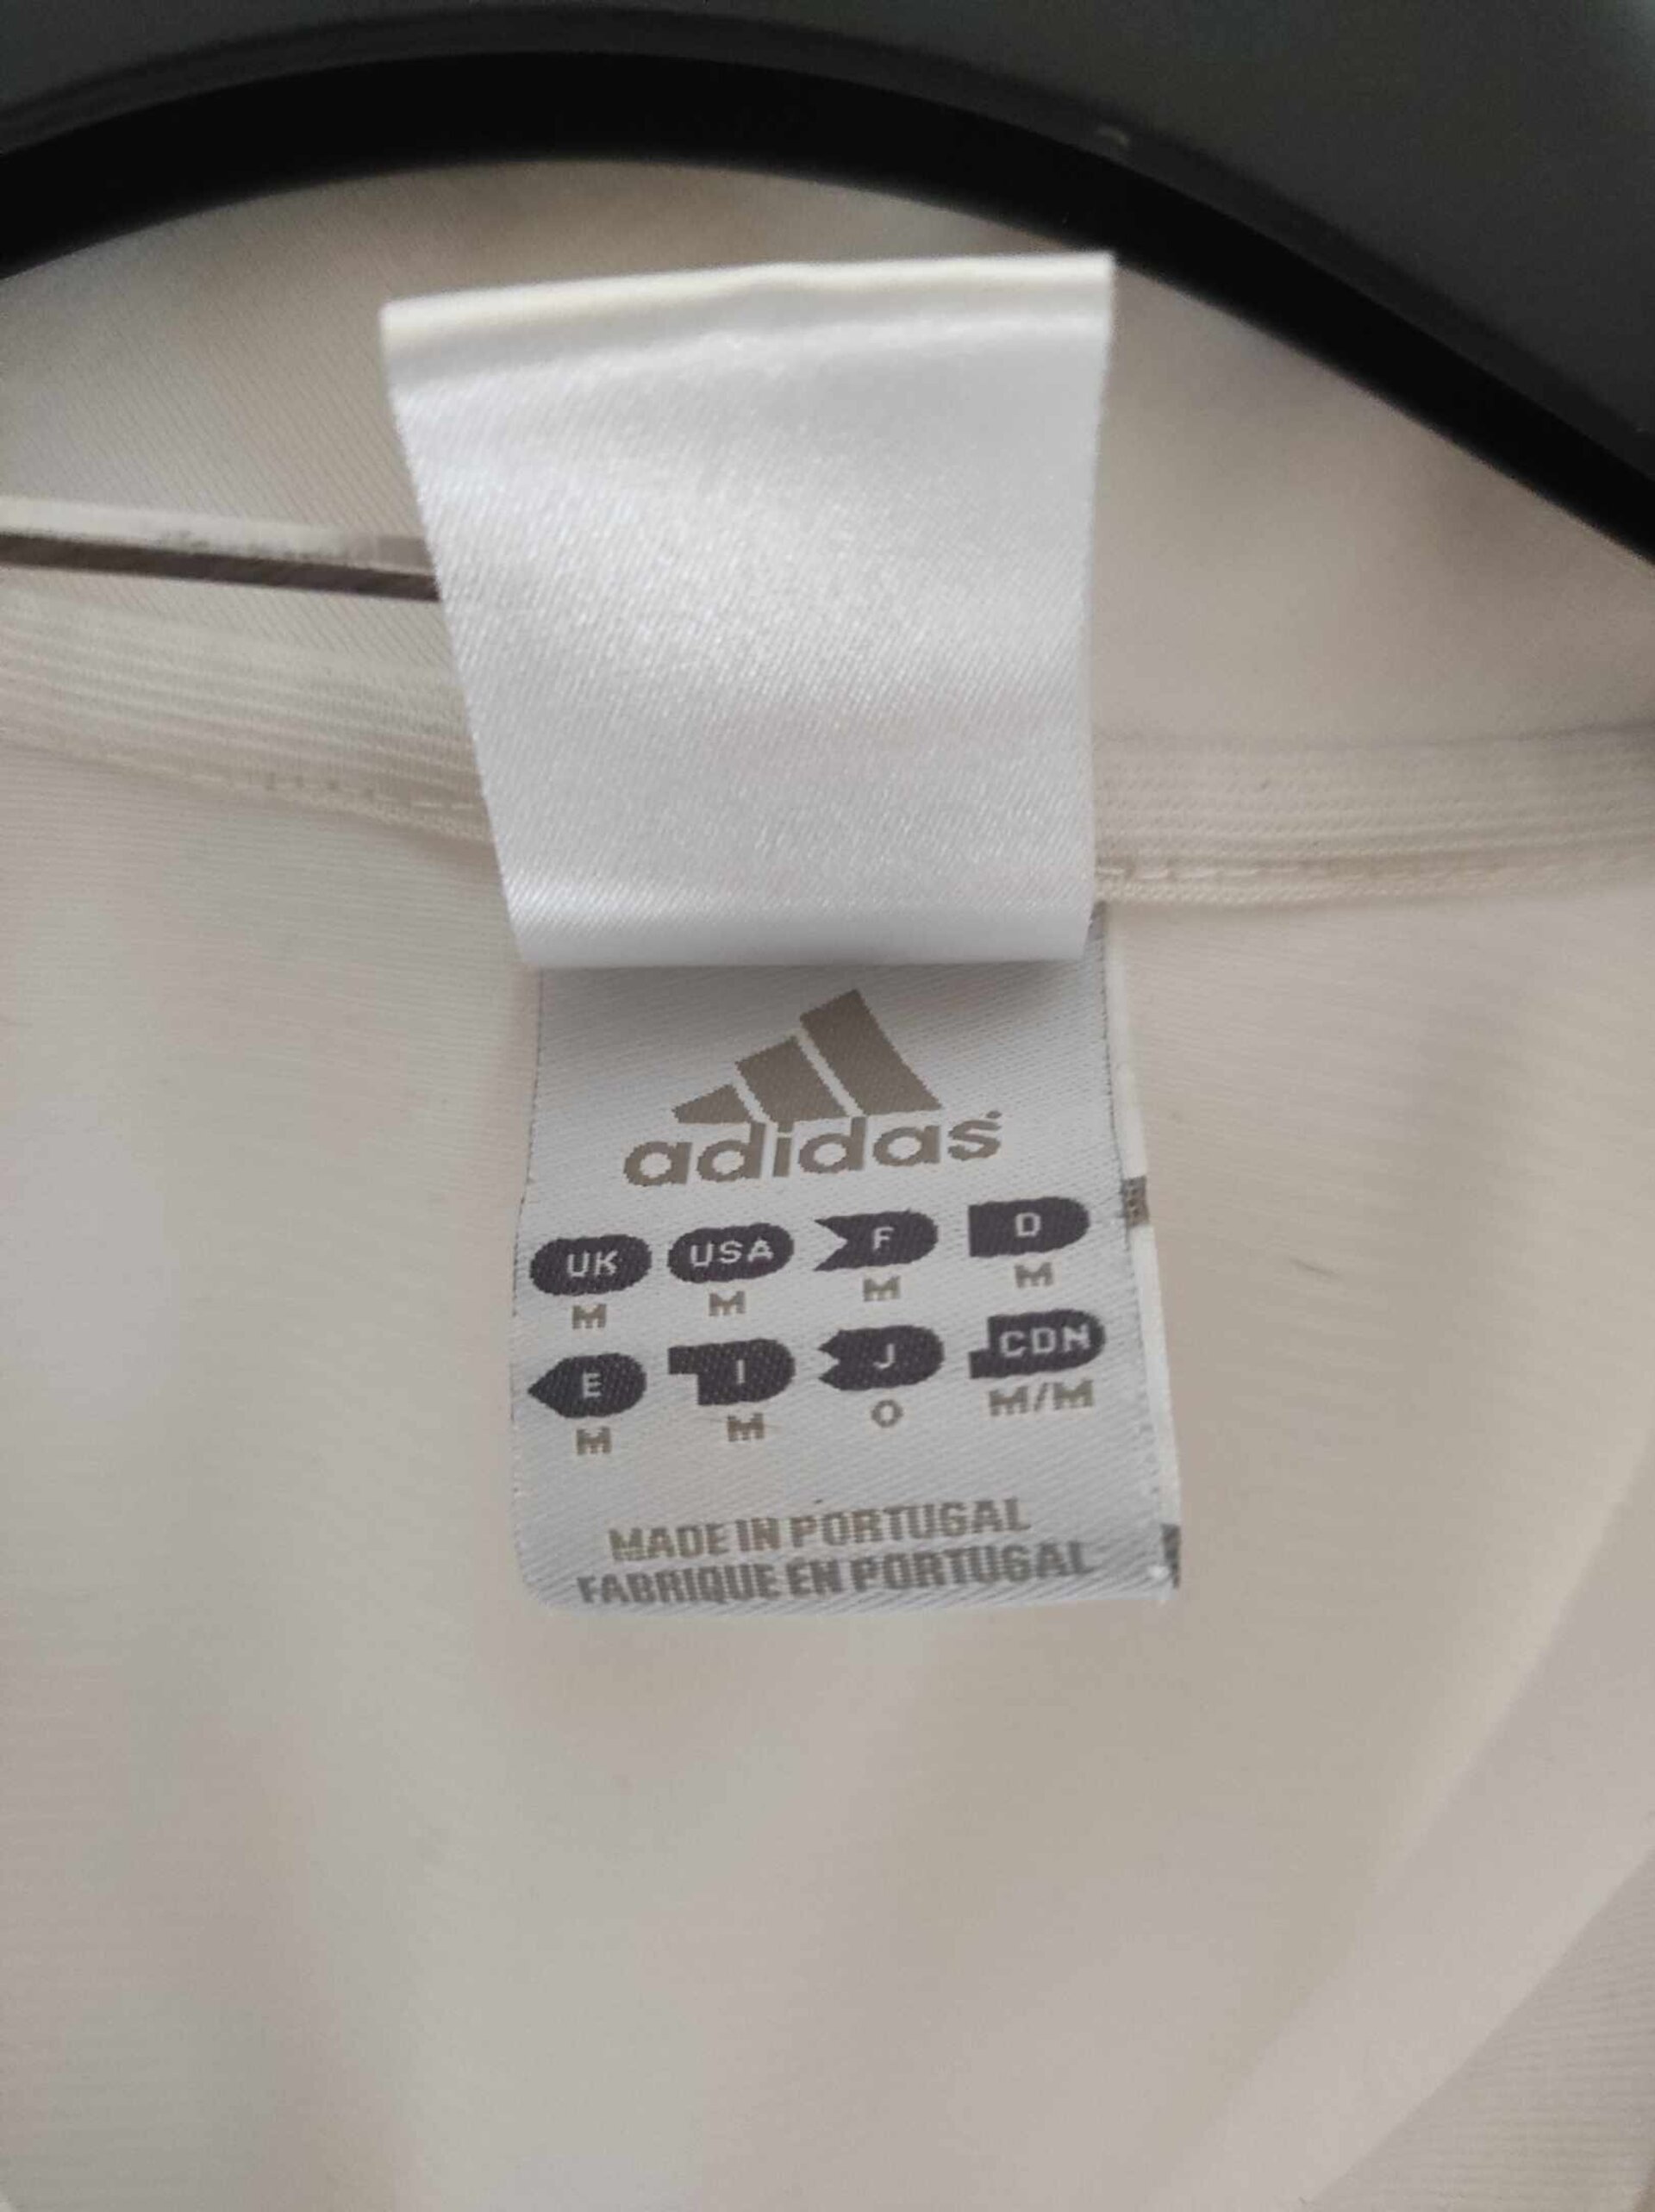 adidas
UK USA F D
M M M M
E I J CDN
M M O M/M
MADE IN PORTUGAL
FABRIQUE EN PORTUGAL